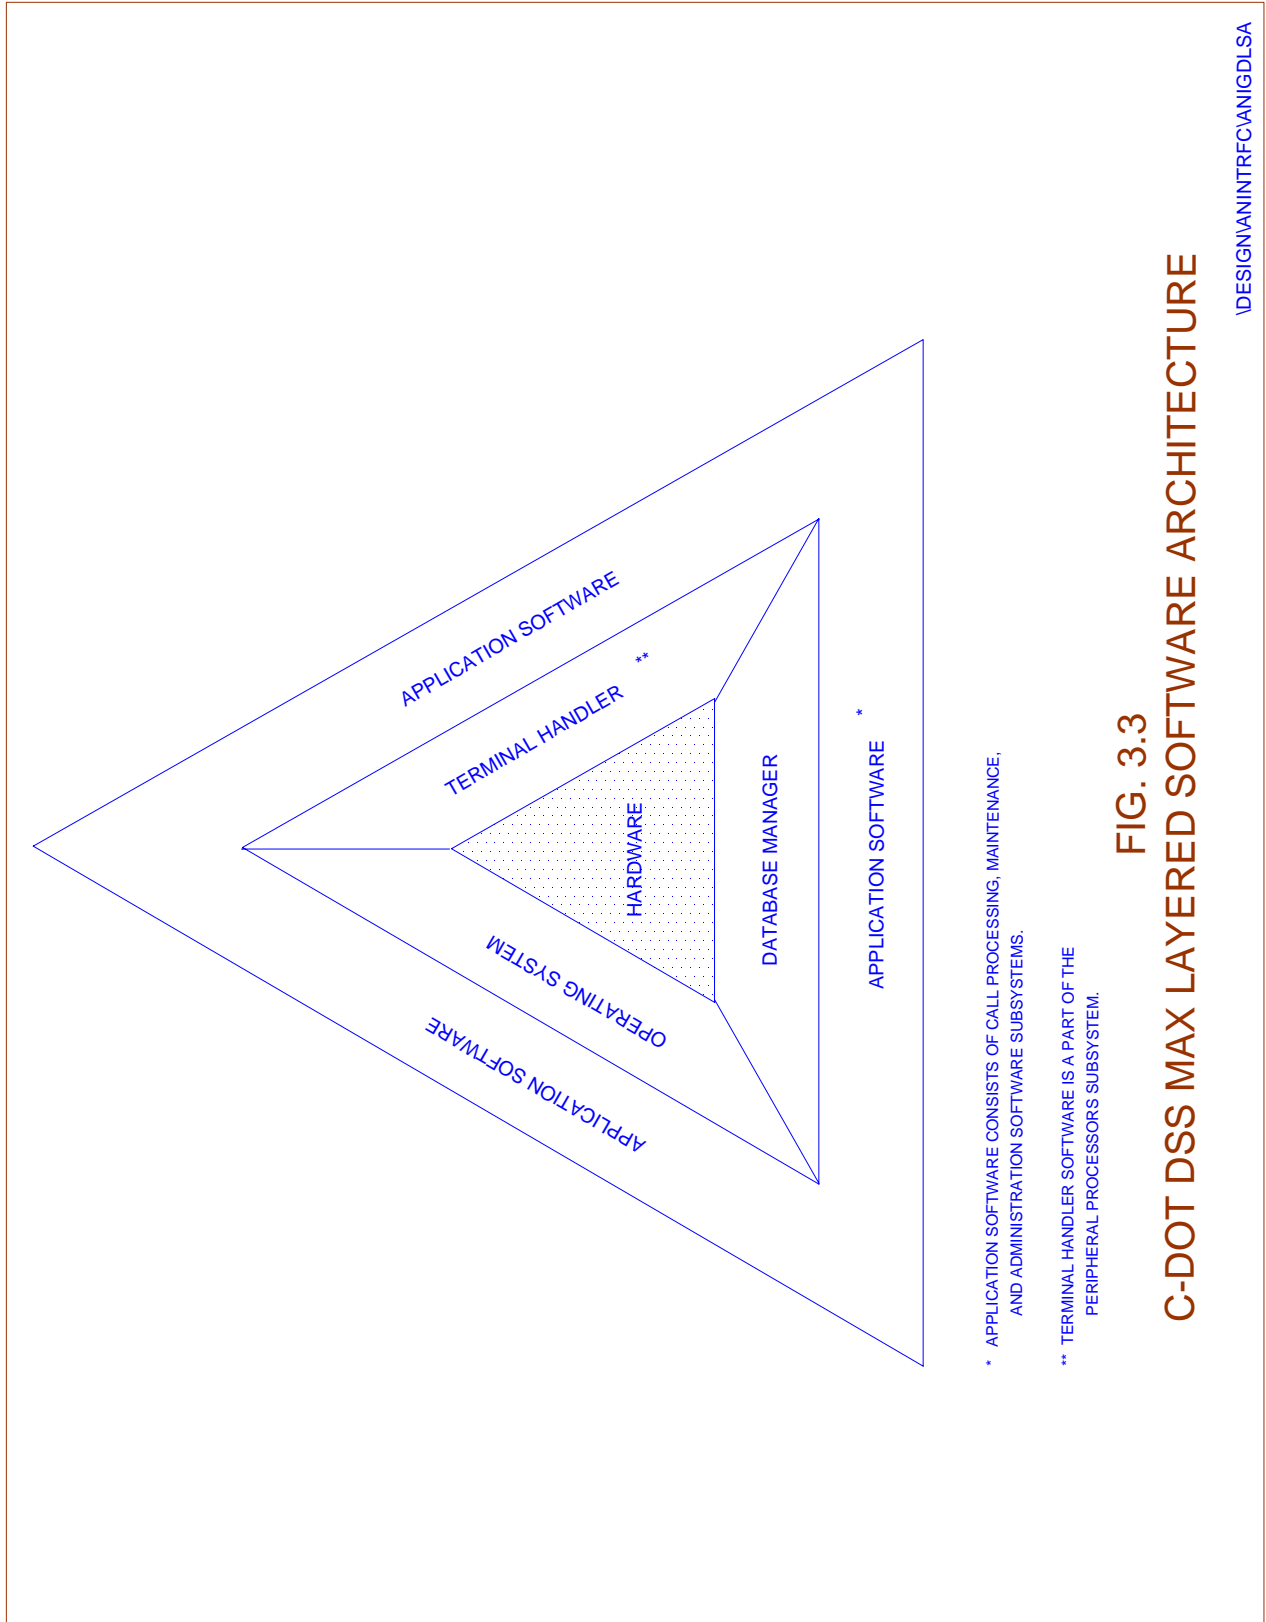 APPLICATION SOFTWARE
TERMINAL HANDLER **
OPERATING SYSTEM
APPLICATION SOFTWARE
HARDWARE
DATABASE MANAGER
APPLICATION SOFTWARE *
* APPLICATION SOFTWARE CONSISTS OF CALL PROCESSING, MAINTENANCE,
AND ADMINISTRATION SOFTWARE SUBSYSTEMS.
** TERMINAL HANDLER SOFTWARE IS A PART OF THE
PERIPHERAL PROCESSORS SUBSYSTEM.
FIG. 3.3
C-DOT DSS MAX LAYERED SOFTWARE ARCHITECTURE
\DESIGN\ANINTRFC\ANIGDLSA